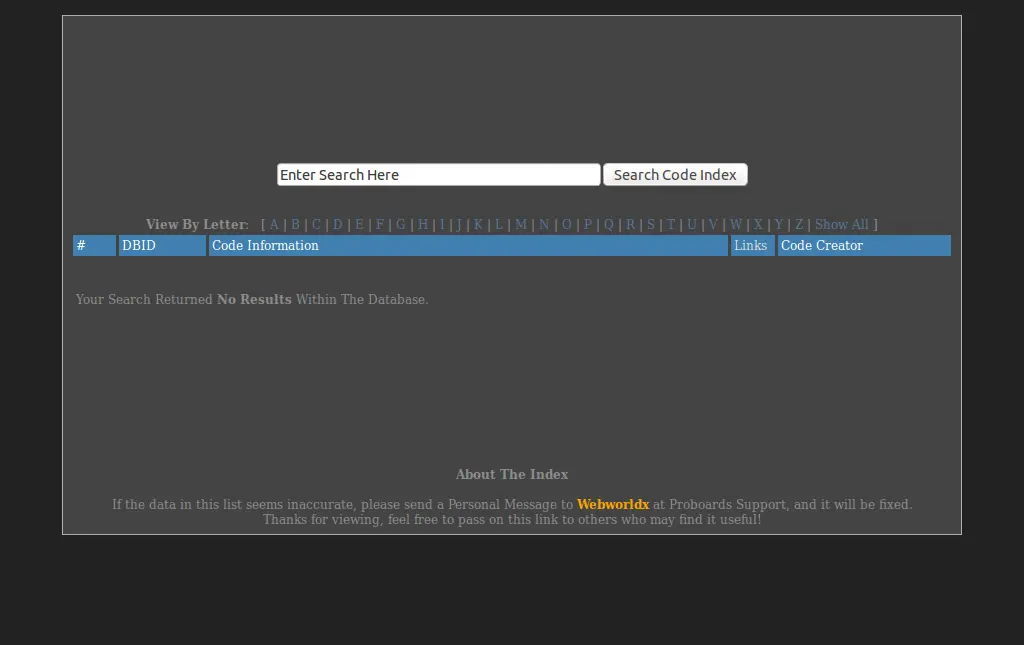 Enter Search Here Search Code Index
View By Letter: [ A | B | C | D | E | F | G | H | I | J | K | L | M | N | O | P | Q | R | S | T | U | V | W | X | Y | Z | Show All ]
# DBID Code Information Links Code Creator
Your Search Returned No Results Within The Database.
About The Index
If the data in this list seems inaccurate, please send a Personal Message to Webworldx at Proboards Support, and it will be fixed.
Thanks for viewing, feel free to pass on this link to others who may find it useful!